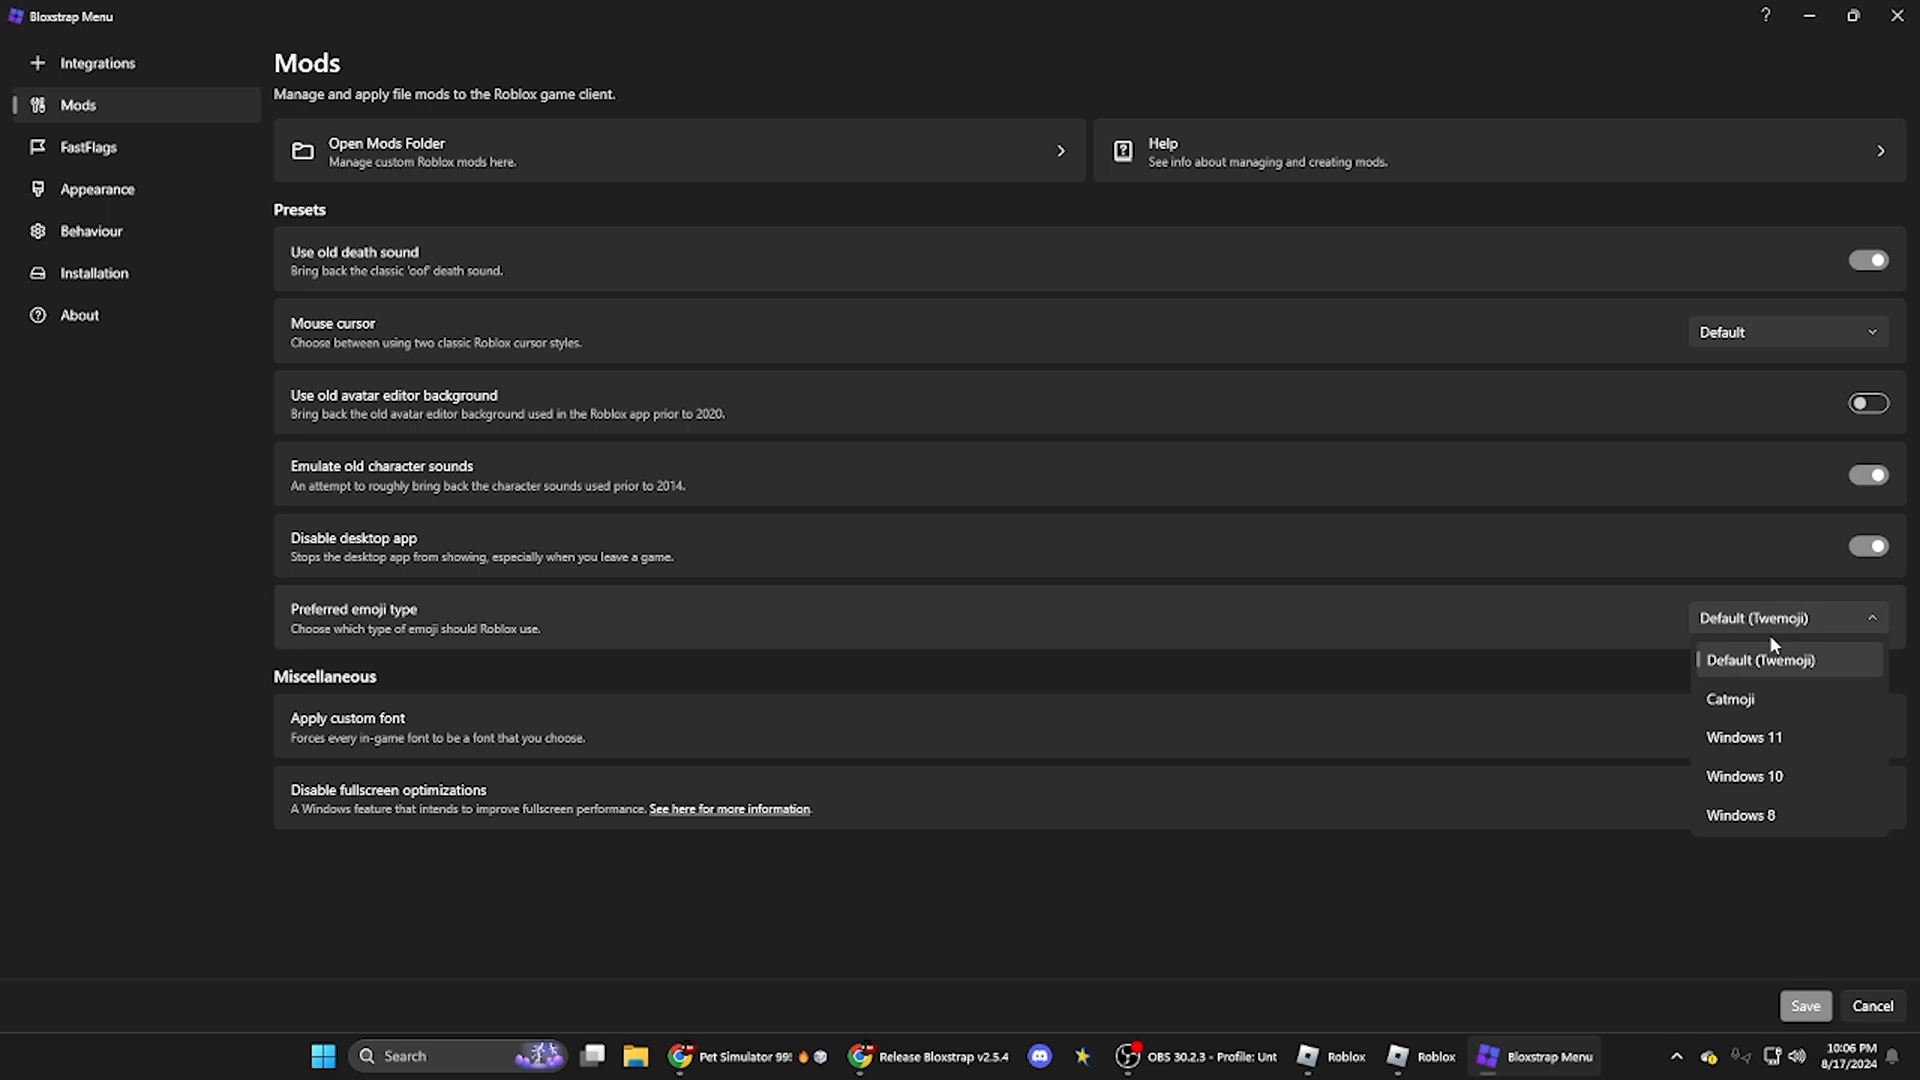 Bloxstrap Menu
?
Integrations
Mods
FastFlags
Appearance
Behaviour
Installation
About
Mods
Manage and apply file mods to the Roblox game client.
Open Mods Folder
Manage custom Roblox mods here.
Help
See info about managing and creating mods.
Presets
Use old death sound
Bring back the classic 'oof' death sound.
Mouse cursor
Choose between using two classic Roblox cursor styles.
Default
Use old avatar editor background
Bring back the old avatar editor background used in the Roblox app prior to 2020.
Emulate old character sounds
An attempt to roughly bring back the character sounds used prior to 2014.
Disable desktop app
Stops the desktop app from showing, especially when you leave a game.
Preferred emoji type
Choose which type of emoji should Roblox use.
Default (Twemoji)
Default (Twemoji)
Catmoji
Windows 11
Windows 10
Windows 8
Miscellaneous
Apply custom font
Forces every in-game font to be a font that you choose.
Disable fullscreen optimizations
A Windows feature that intends to improve fullscreen performance. See here for more information.
Save
Cancel
Search
Pet Simulator 99! 🔥🎲
Release Bloxstrap v2.5.4
OBS 30.2.3 - Profile: Unt
Roblox
Roblox
Bloxstrap Menu
10:06 PM
8/17/2024